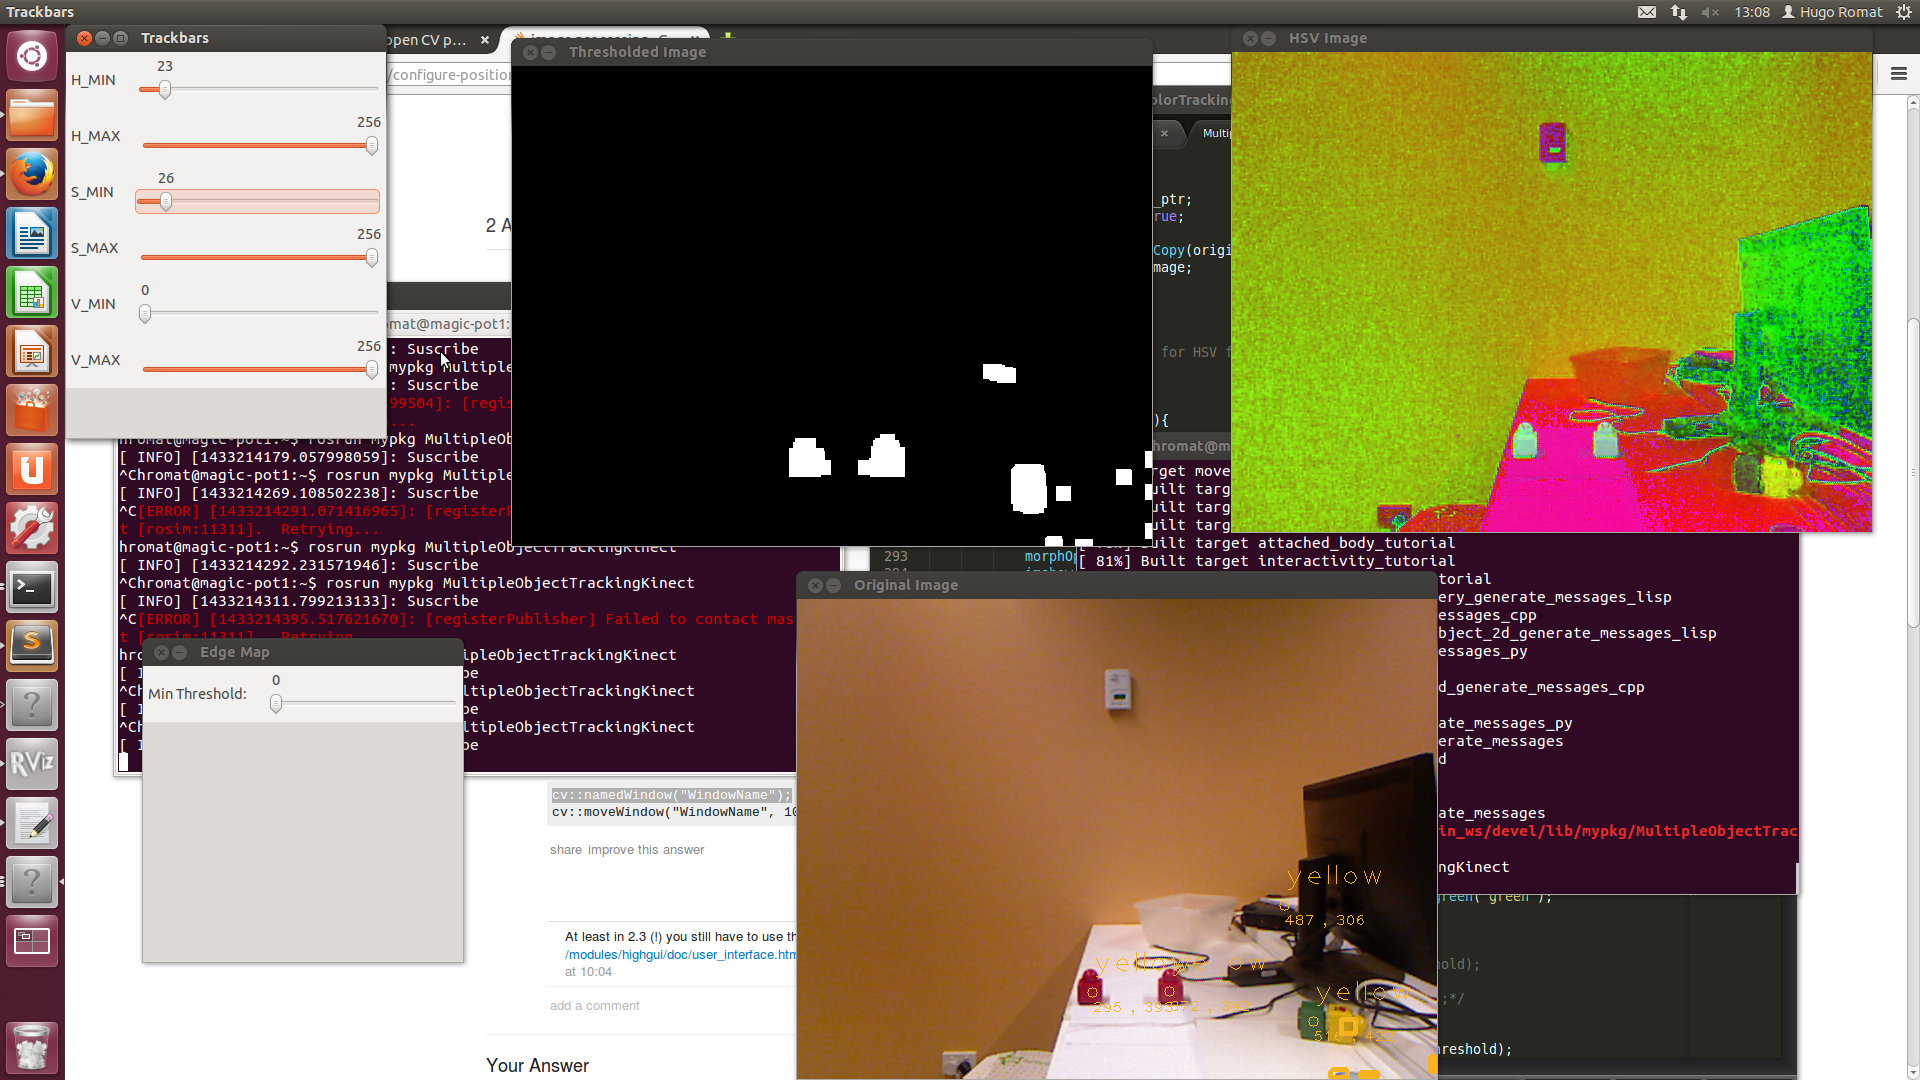 Trackbars
13:08
Hugo Romat
Trackbars
H_MIN
23
H_MAX
256
S_MIN
26
S_MAX
256
V_MIN
0
V_MAX
256
open CV p...
/configure-position
2 A
Thresholded Image
HSV Image
olorTracking
Multip
_ptr;
rue;
Copy(origi
mage;
for HSV f
){
romat@magic-pot1:
: Suscribe
mypkg Multiple
: Suscribe
99504]: [regis
hromat@magic-pot1:~$ rosrun mypkg MultipleOb
[ INFO] [1433214179.057998059]: Suscribe
^Chromat@magic-pot1:~$ rosrun mypkg Multiple
[ INFO] [1433214269.108502238]: Suscribe
^C[ERROR] [1433214291.071416965]: [registerP
t [rosim:11311].  Retrying...
hromat@magic-pot1:~$ rosrun mypkg MultipleObjectTrackingKinect
[ INFO] [1433214292.231571946]: Suscribe
^Chromat@magic-pot1:~$ rosrun mypkg MultipleObjectTrackingKinect
[ INFO] [1433214311.799213133]: Suscribe
^C[ERROR] [1433214395.517621670]: [registerPublisher] Failed to contact mas
t [rosim:11311].  Retrying
hro
ipleObjectTrackingKinect
be
^Ch
ltipleObjectTrackingKinect
be
^Ch
ltipleObjectTrackingKinect
be
hromat@m
rget move
uilt targ
uilt targ
uilt targ
uilt targ
Built target attached_body_tutorial
[ 81%] Built target interactivity_tutorial
torial
ery_generate_messages_lisp
essages_cpp
bject_2d_generate_messages_lisp
essages_py
d_generate_messages_cpp
ate_messages_py
erate_messages
d
ate_messages
in_ws/devel/lib/mypkg/MultipleObjectTrac
ngKinect
293
morphOp
Edge Map
Min Threshold:
0
Original Image
yellow
487 , 306
yellow
yellow
cv::namedWindow("WindowName");
cv::moveWindow("WindowName", 10
share improve this answer
At least in 2.3 (!) you still have to use th
/modules/highgui/doc/user_interface.htm
at 10:04
add a comment
Your Answer
reen("green");
old);
;*/
hreshold);
RViz